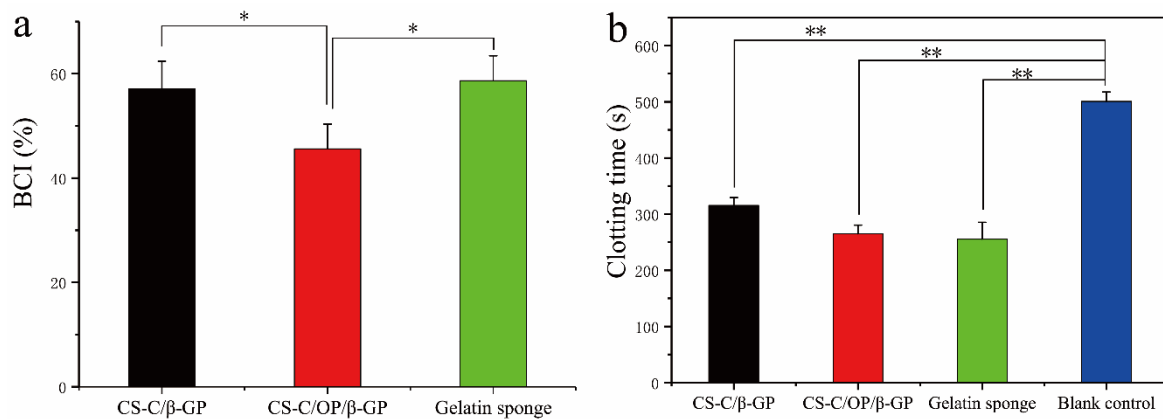 a
*
*
BCI (%)
60
40
20
0
CS-C/β-GP CS-C/OP/β-GP Gelatin sponge
b
**
**
**
Clotting time (s)
600
500
400
300
200
100
0
CS-C/β-GP CS-C/OP/β-GP Gelatin sponge Blank control